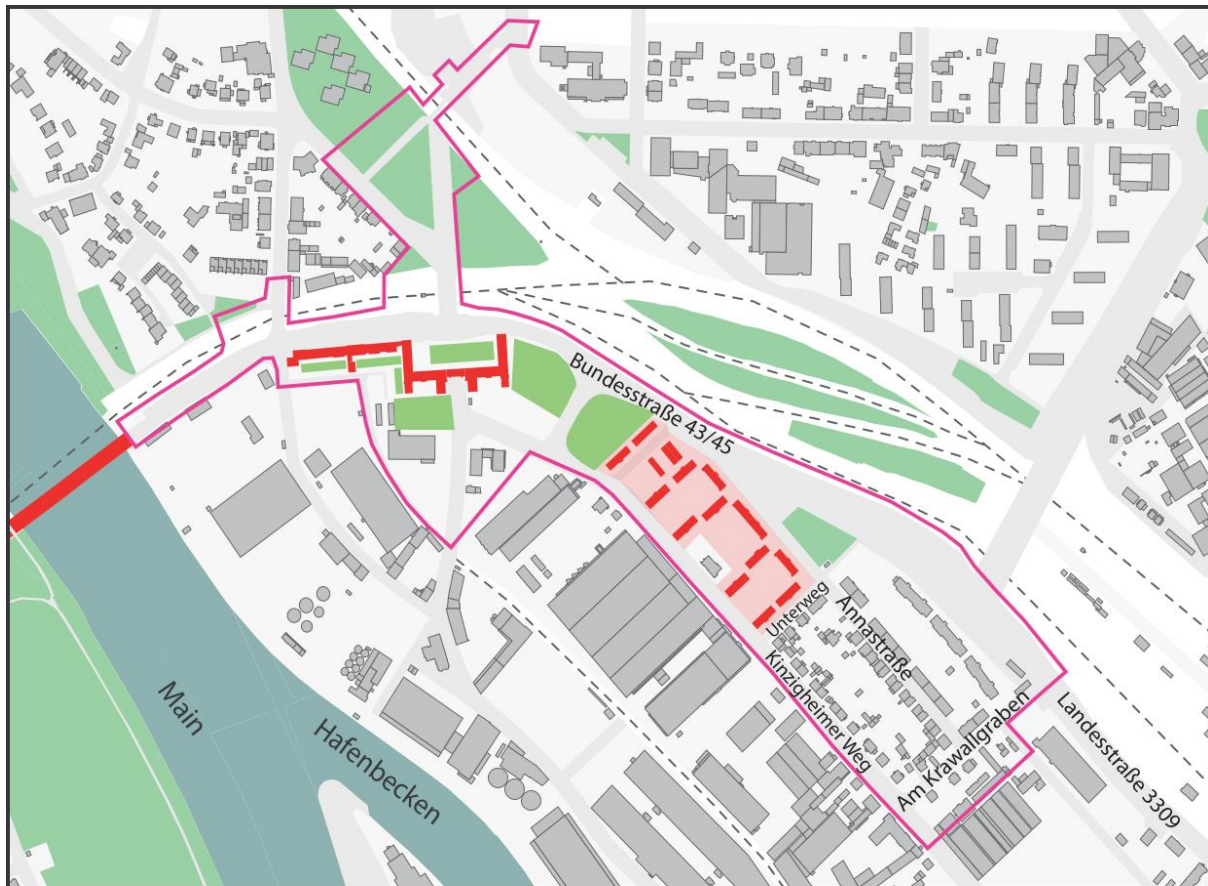 Bundesstraße 43/45
Unterweg
Annastraße
Kinzigheimer Weg
Am Krawallgraben
Landesstraße 3309
Main
Hafenbecken